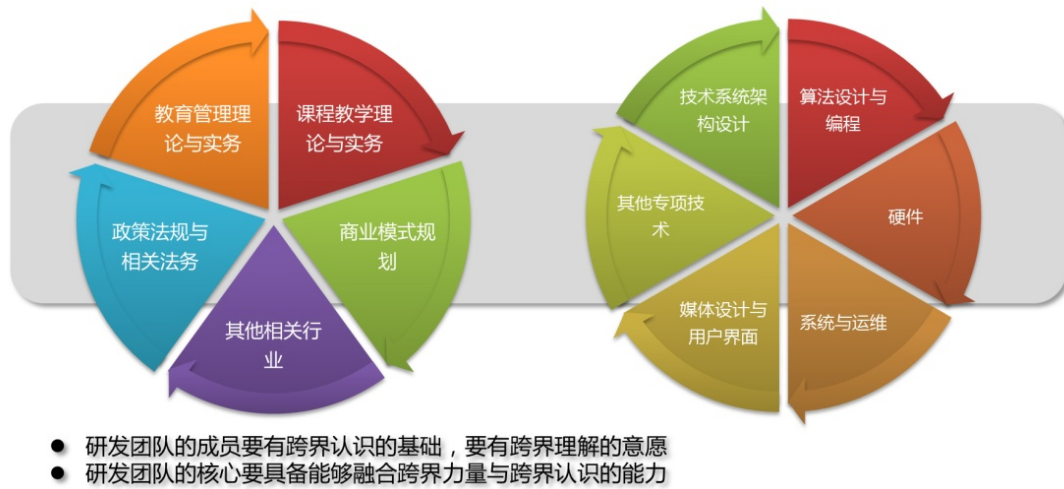 教育管理理
论与实务
课程教学理
论与实务
商业模式规
划
其他相关行
业
政策法规与
相关法务
技术系统架
构设计
算法设计与
编程
硬件
系统与运维
媒体设计与
用户界面
其他专项技
术
● 研发团队的成员要有跨界认识的基础，要有跨界理解的意愿
● 研发团队的核心要具备能够融合跨界力量与跨界认识的能力